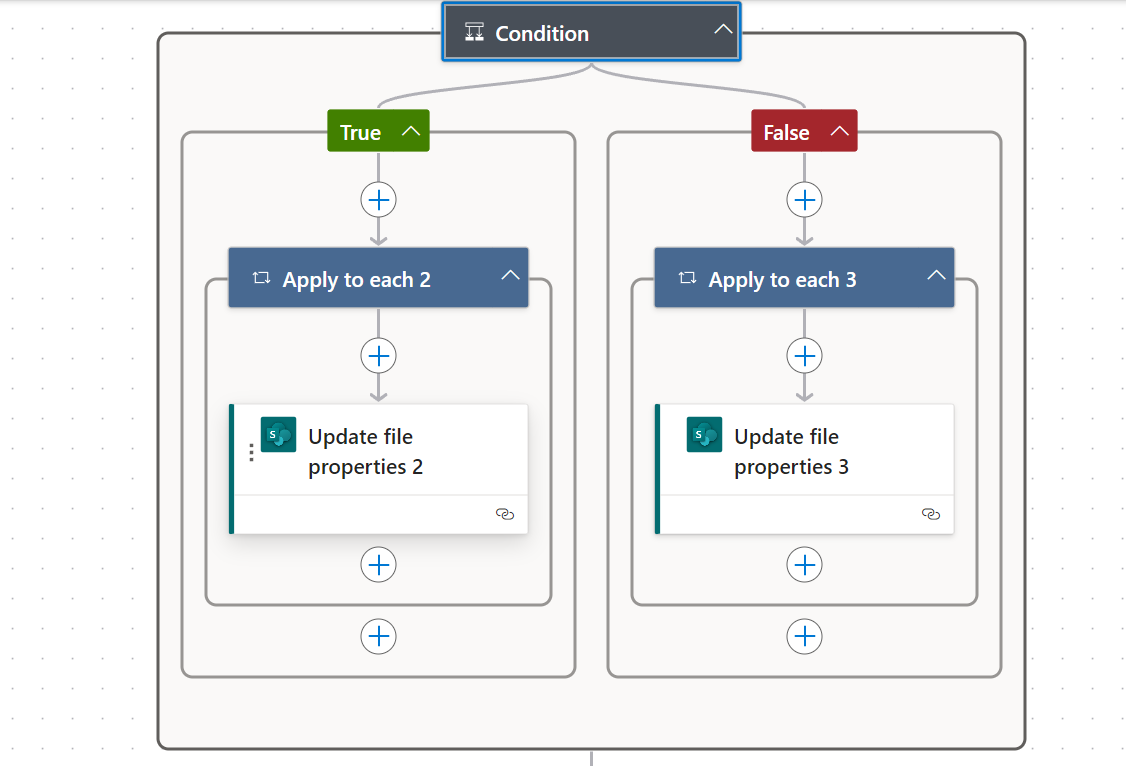 Condition
True
False
Apply to each 2
Apply to each 3
S
Update file
properties 2
S
Update file
properties 3